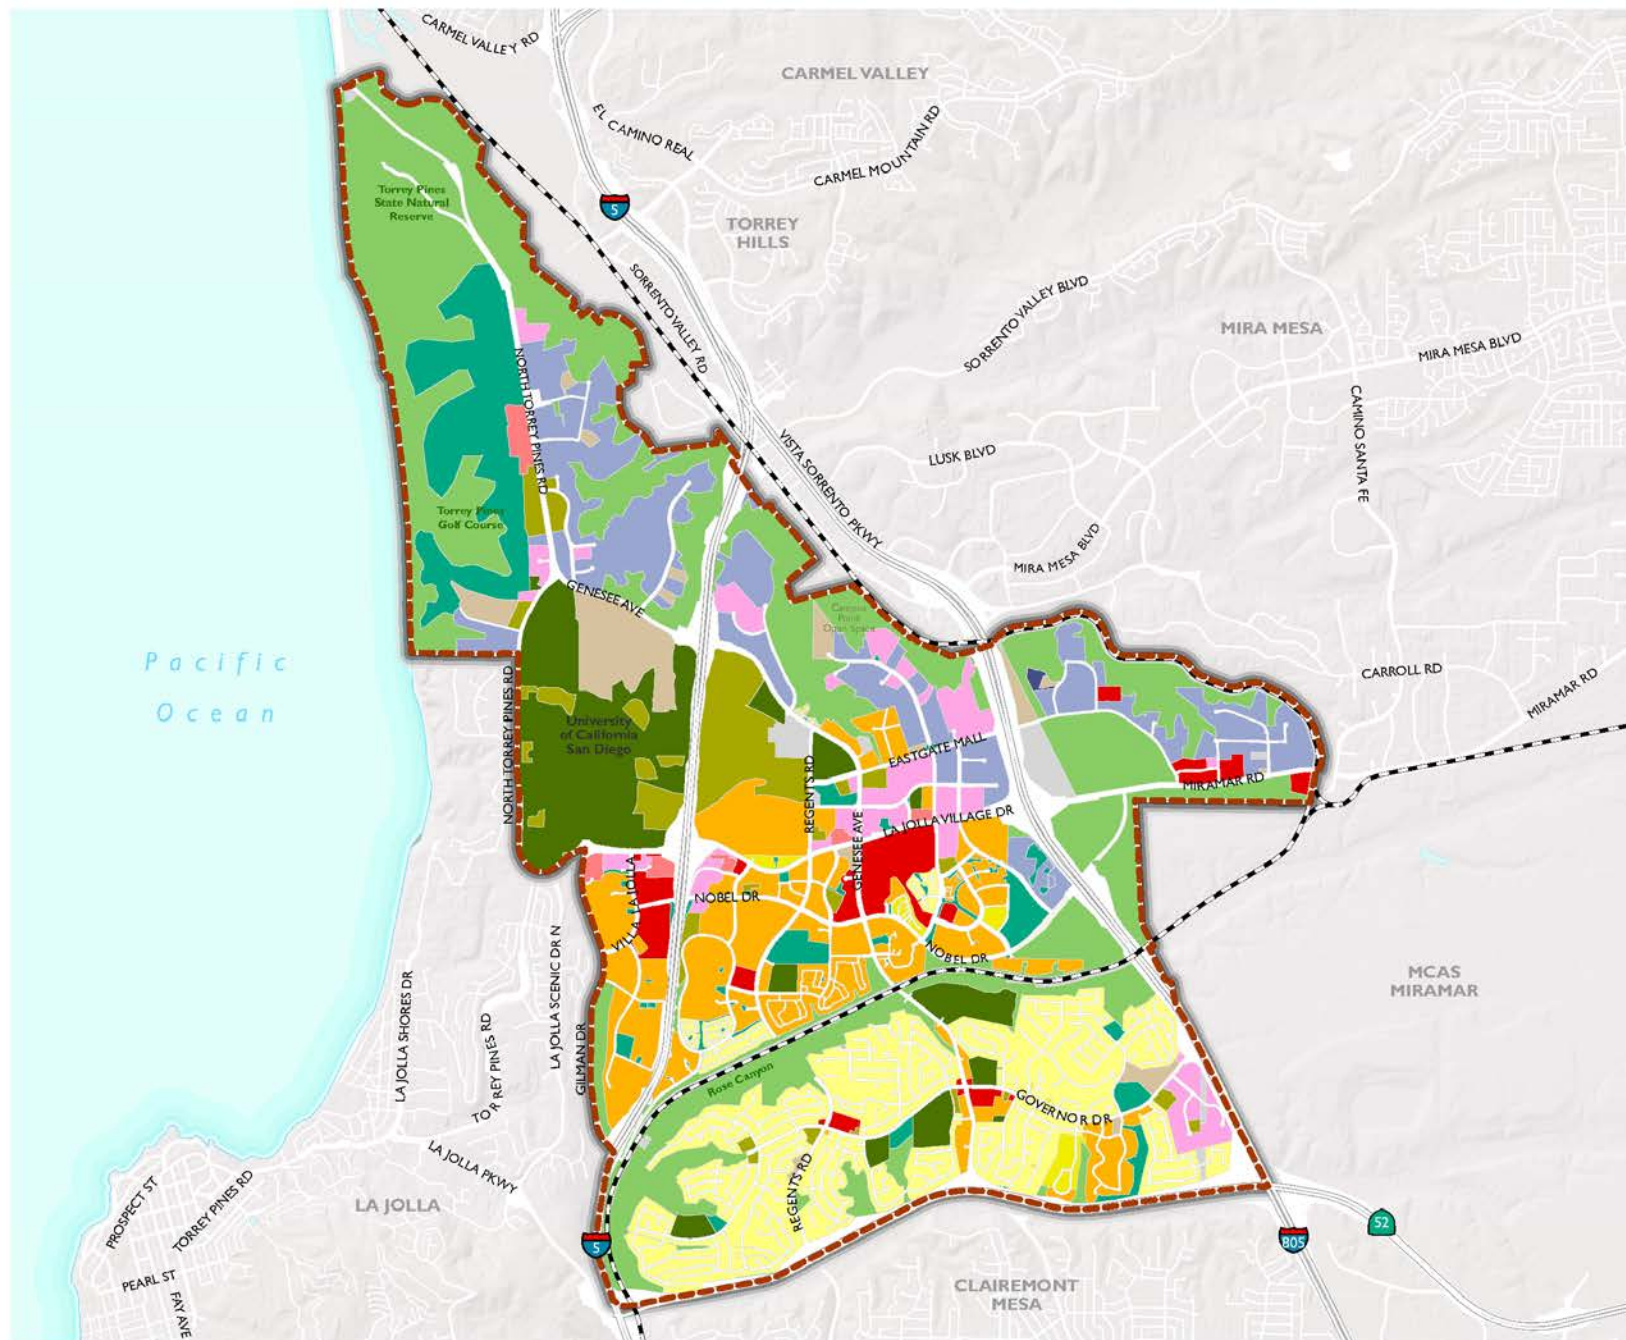 CARMEL VALLEY RD
CARMEL VALLEY
EL CAMINO REAL
CARMEL MOUNTAIN RD
Torrey Pines
State Natural
Reserve
5
TORREY
HILLS
SORRENTO VALLEY RD
SORRENTO VALLEY BLVD
MIRA MESA
MIRA MESA BLVD
NORTH TORREY PINES RD
CAMINO SANTA FE
VISTA SORRENTO PKWY
LUSK BLVD
Torrey Pines
Golf Course
MIRA MESA BLVD
GENESEE AVE
Campus
Point
Open Space
Pacific
Ocean
NORTH TORREY PINES RD
CARROLL RD
MIRAMAR RD
University
of California
San Diego
EASTGATE MALL
REGENTS RD
MIRAMAR RD
LA JOLLA VILLAGE DR
GENESEE AVE
VILLA LA JOLLA
NOBEL DR
NOBEL DR
LA JOLLA SCENIC DR N
LA JOLLA SHORES DR
MCAS
MIRAMAR
TORREY PINES RD
GILMAN DR
Rose Canyon
GOVERNOR DR
LA JOLLA PKWY
REGENTS RD
PROSPECT ST
TORREY PINES RD
LA JOLLA
5
805
52
PEARL ST
FAY AVE
CLAIREMONT
MESA